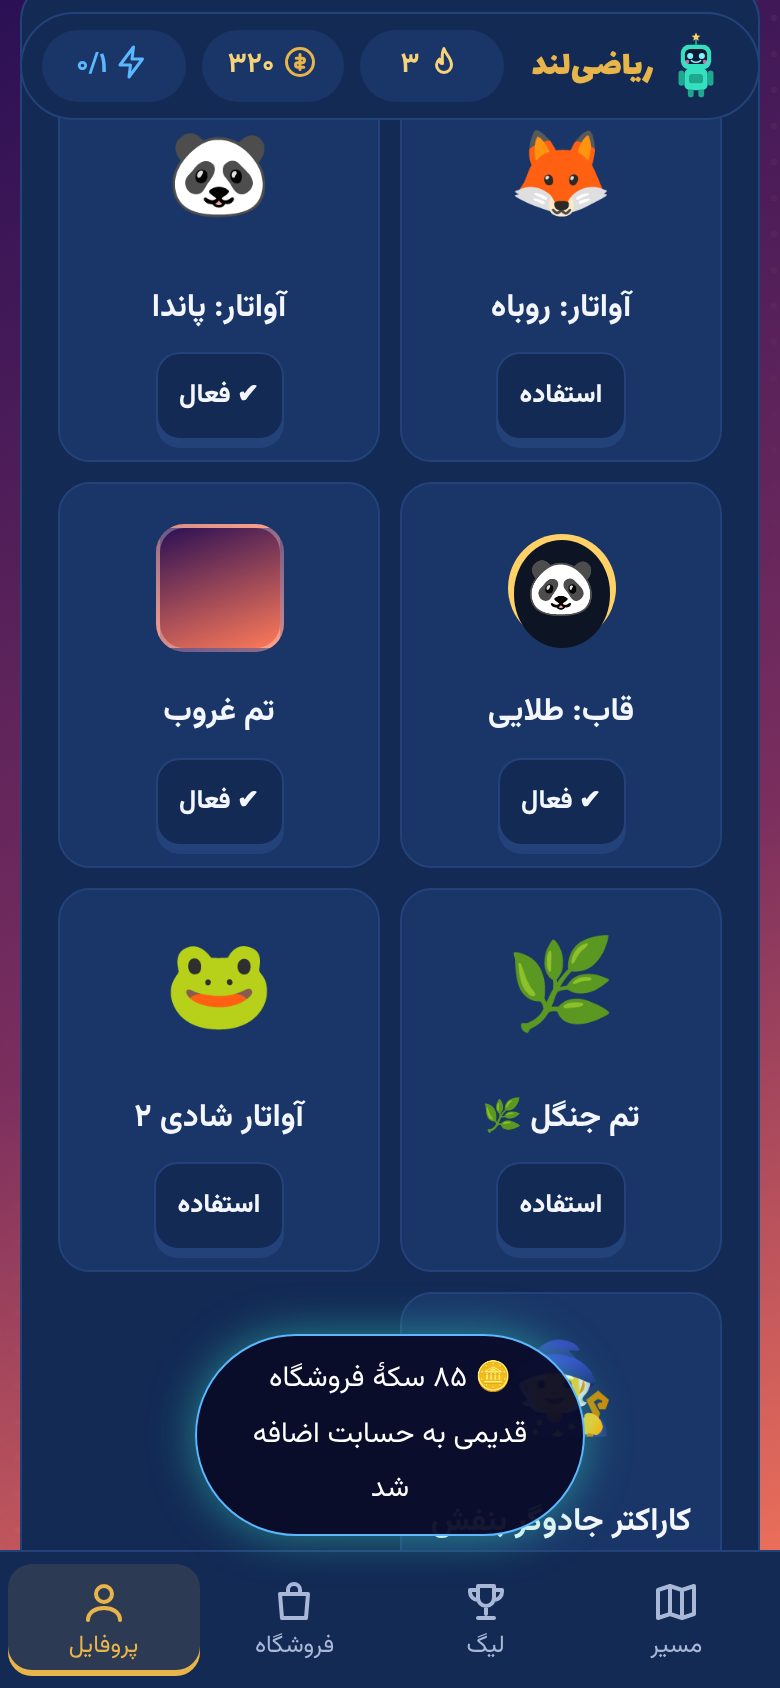 ریاضی‌لند
۳
۳۲۰
۰/۱
آواتار: روباه
آواتار: پاندا
استفاده
✔ فعال
قاب: طلایی
تم غروب
✔ فعال
✔ فعال
تم جنگل 🌿
آواتار شادی ۲
استفاده
استفاده
🪙 ۸۵ سکهٔ فروشگاه
قدیمی به حسابت اضافه
شد
کاراکتر جادوگر بنفش
مسیر
لیگ
فروشگاه
پروفایل